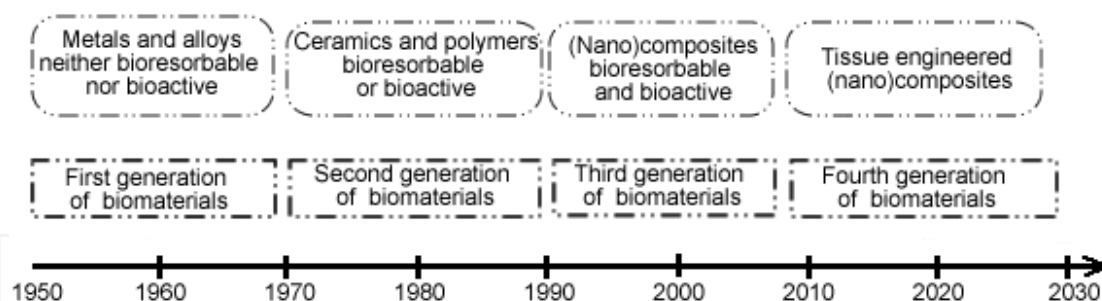 Metals and alloys
neither bioresorbable
nor bioactive
Ceramics and polymers
bioresorbable
or bioactive
(Nano)composites
bioresorbable
and bioactive
Tissue engineered
(nano)composites
First generation
of biomaterials
Second generation
of biomaterials
Third generation
of biomaterials
Fourth generation
of biomaterials
1950 1960 1970 1980 1990 2000 2010 2020 2030